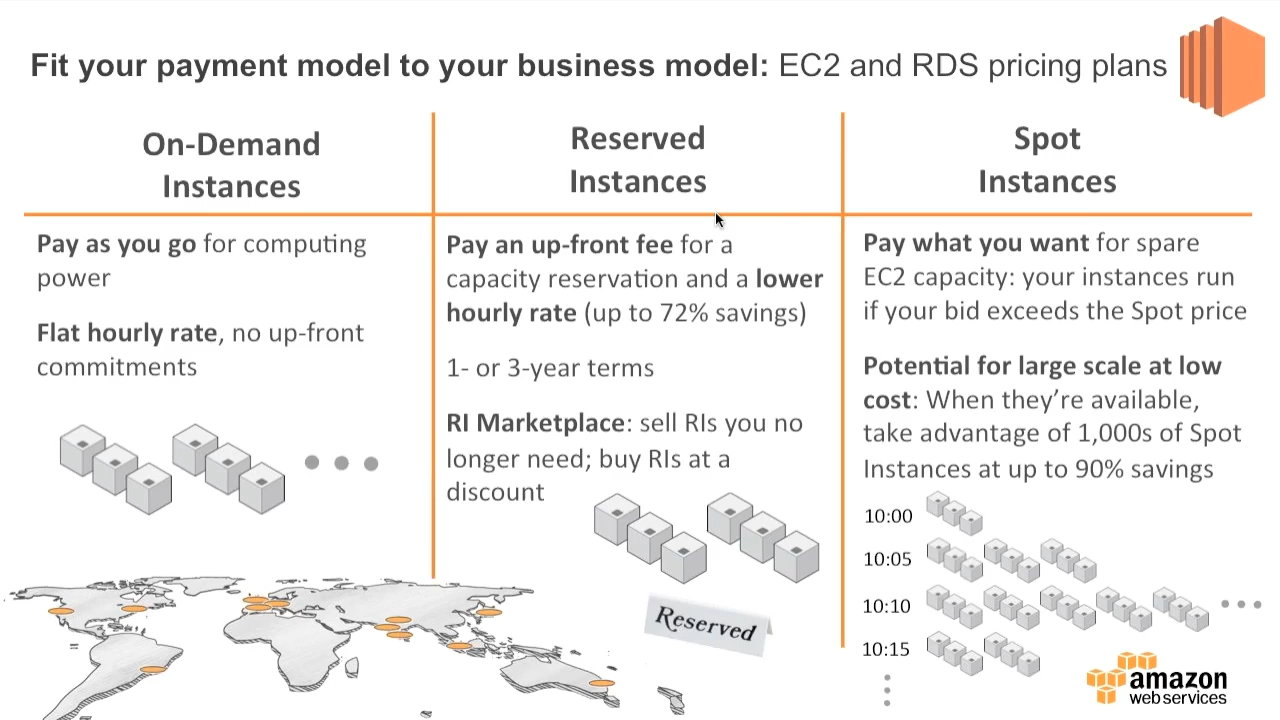 Fit your payment model to your business model: EC2 and RDS pricing plans
On-Demand
Instances
Pay as you go for computing
power
Flat hourly rate, no up-front
commitments
Reserved
Instances
Pay an up-front fee for a
capacity reservation and a lower
hourly rate (up to 72% savings)
1- or 3-year terms
RI Marketplace: sell RIs you no
longer need; buy RIs at a
discount
Reserved
Spot
Instances
Pay what you want for spare
EC2 capacity: your instances run
if your bid exceeds the Spot price
Potential for large scale at low
cost: When they're available,
take advantage of 1,000s of Spot
Instances at up to 90% savings
10:00
10:05
10:10
10:15
amazon
web services